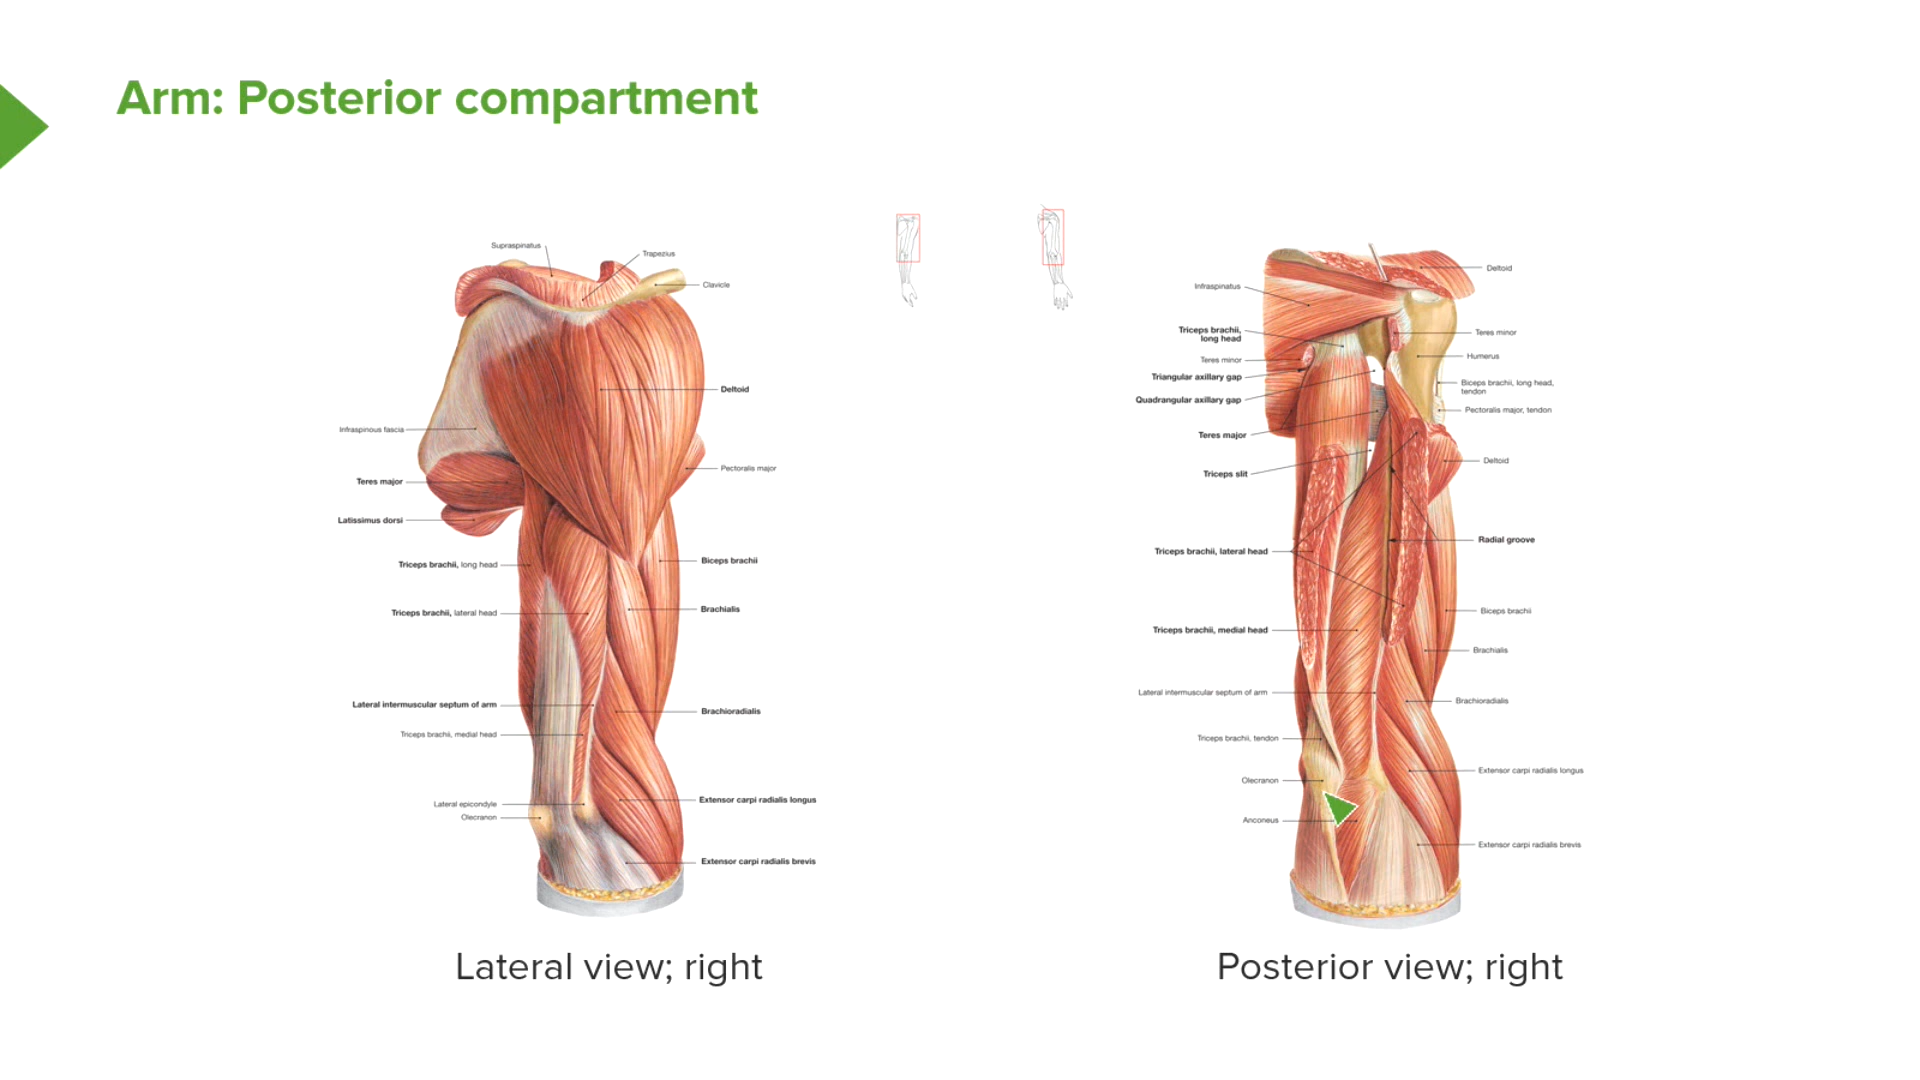 Arm: Posterior compartment
Supraspinatus
Trapezius
Clavicle
Deltoid
Infraspinous fascia
Pectoralis major
Teres major
Latissimus dorsi
Biceps brachii
Triceps brachii, long head
Brachialis
Triceps brachii, lateral head
Lateral intermuscular septum of arm
Brachioradialis
Triceps brachii, medial head
Extensor carpi radialis longus
Lateral epicondyle
Olecranon
Extensor carpi radialis brevis
Lateral view; right
Deltoid
Infraspinatus
Triceps brachii,
long head
Teres minor
Teres minor
Humerus
Triangular axillary gap
Biceps brachii, long head,
tendon
Quadrangular axillary gap
Pectoralis major, tendon
Teres major
Deltoid
Triceps slit
Radial groove
Triceps brachii, lateral head
Biceps brachii
Triceps brachii, medial head
Brachialis
Lateral intermuscular septum of arm
Brachioradialis
Triceps brachii, tendon
Extensor carpi radialis longus
Olecranon
Anconeus
Extensor carpi radialis brevis
Posterior view; right